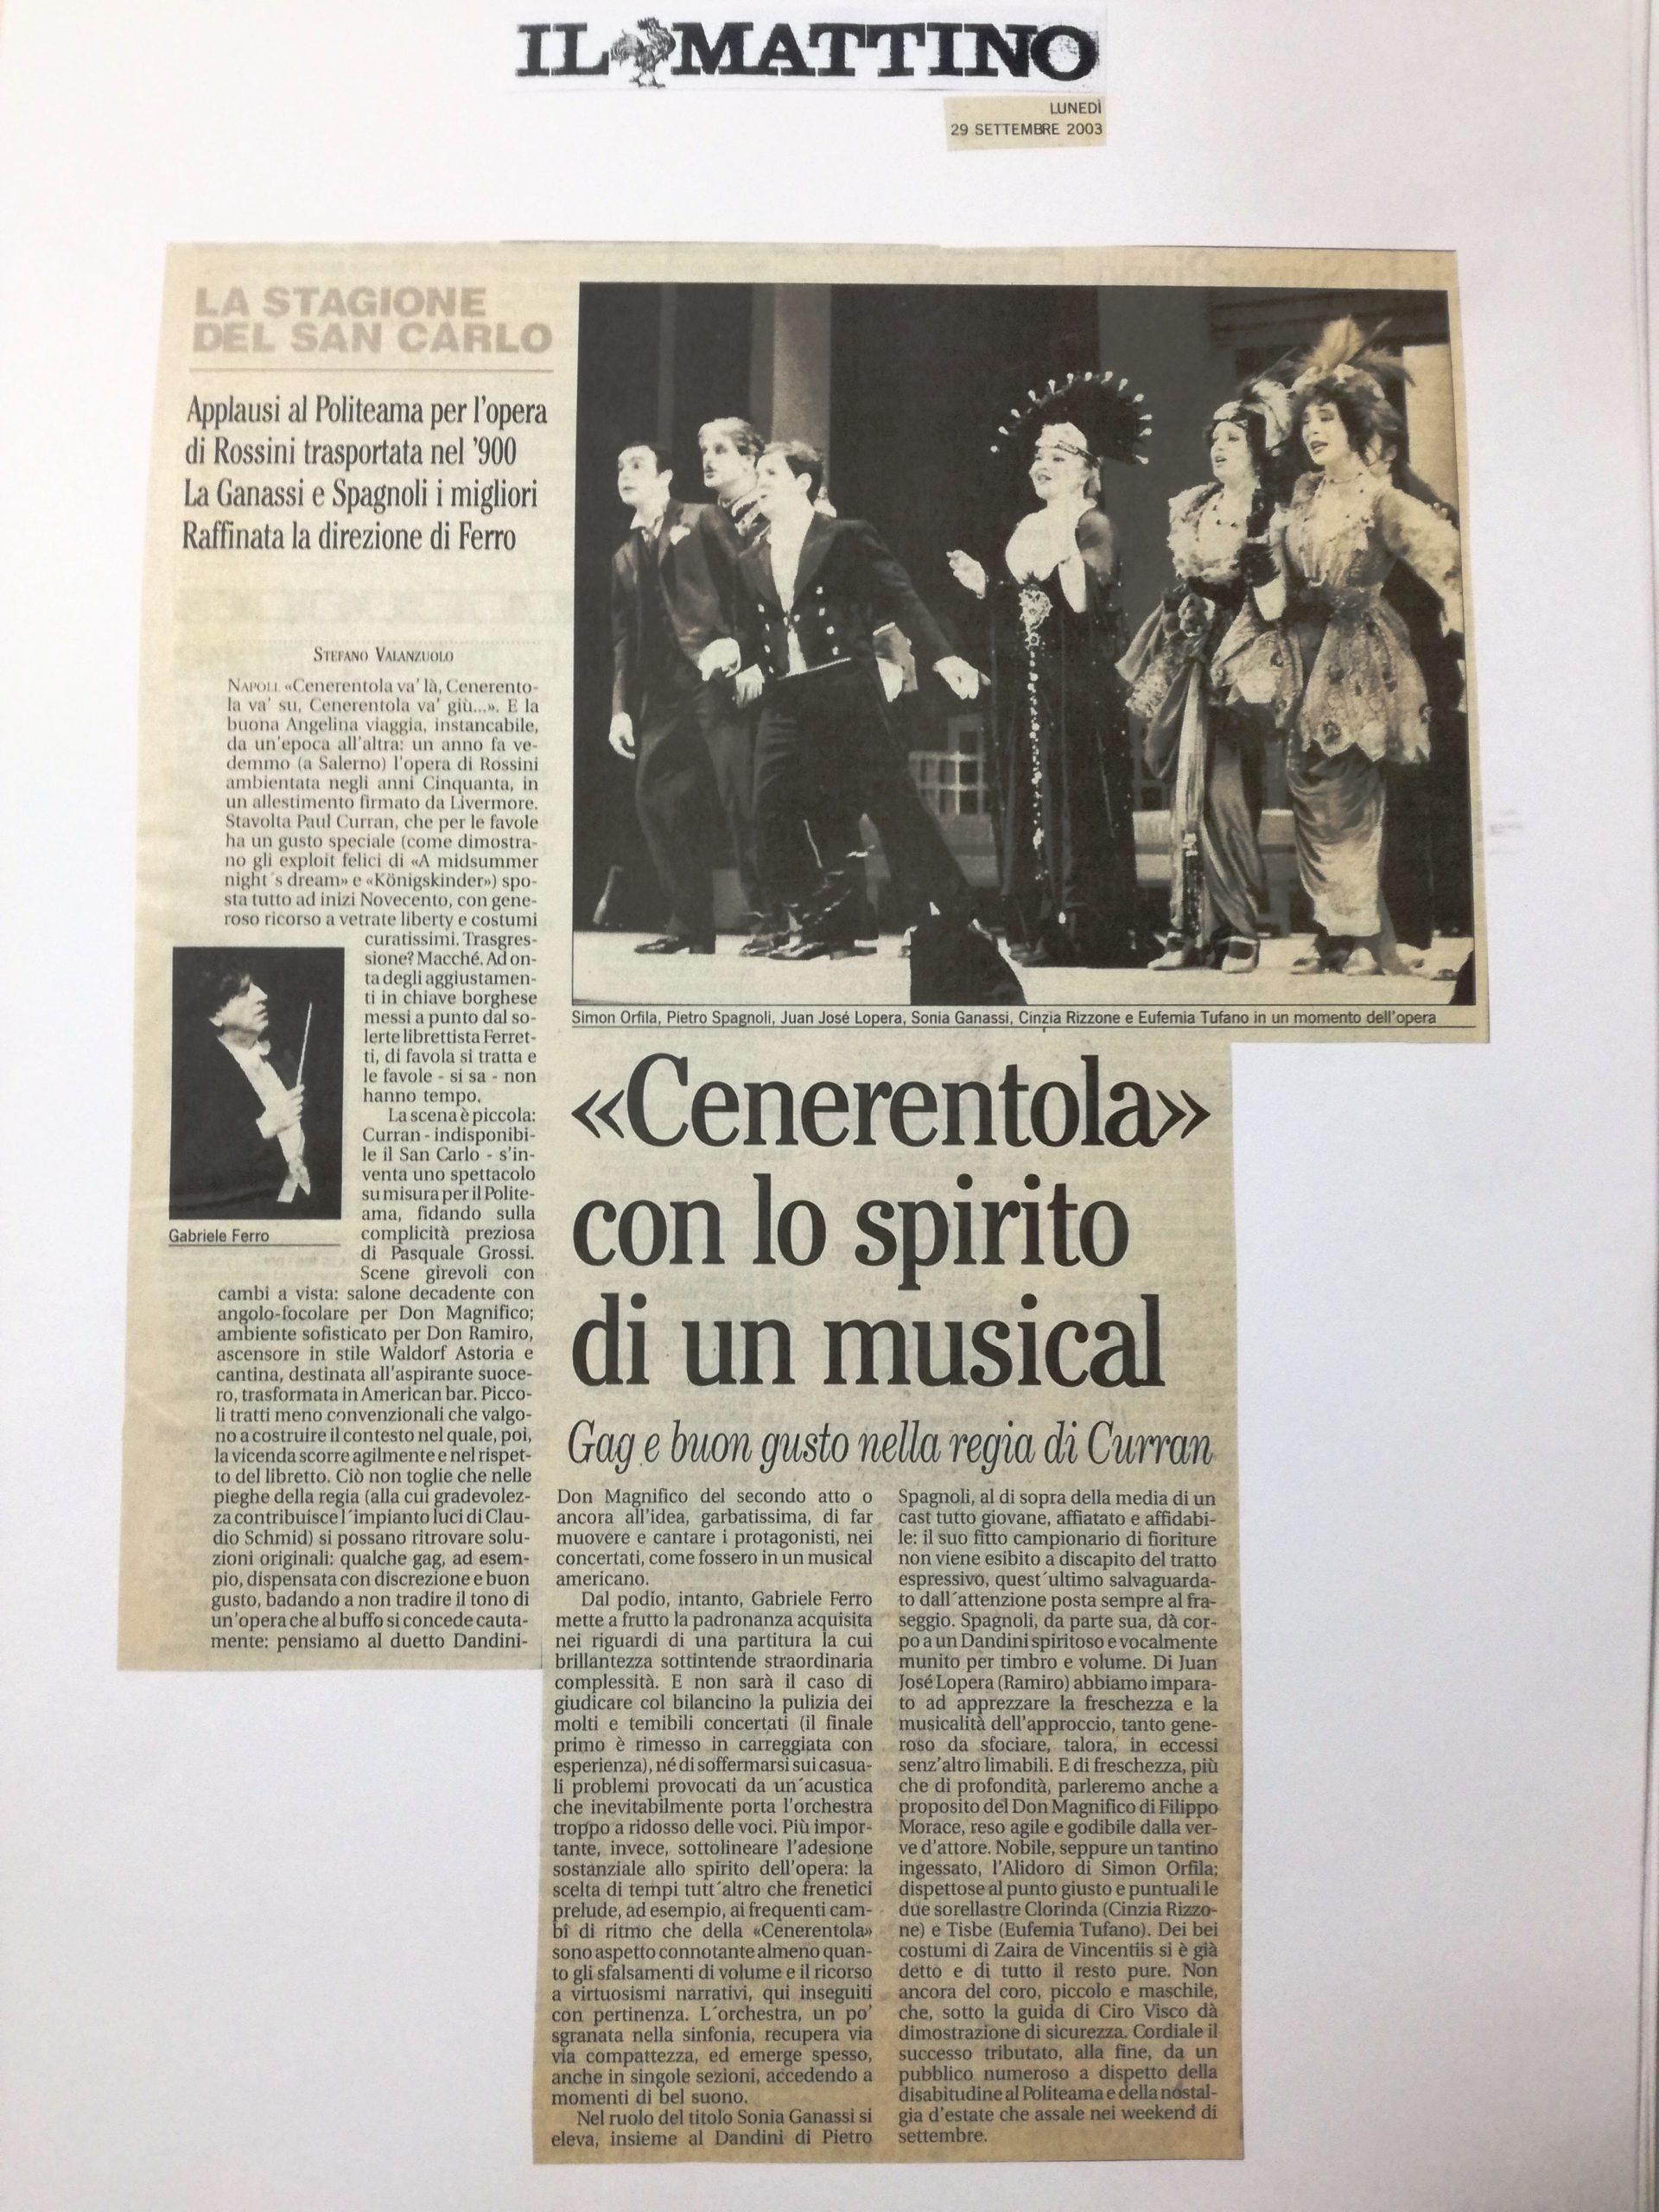 IL MATTINO
LUNEDÌ
29 SETTEMBRE 2003
LA STAGIONE
DEL SAN CARLO
Applausi al Politeama per l'opera
di Rossini trasportata nel '900
La Ganassi e Spagnoli i migliori
Raffinata la direzione di Ferro
STEFANO VALANZUOLO
NAPOLI. «Cenerentola va' là, Cenerento-
la va' su, Cenerentola va' giù...». E la
buona Angelina viaggia, instancabile,
da un'epoca all'altra: un anno fa ve-
demmo (a Salerno) l'opera di Rossini
ambientata negli anni Cinquanta, in
un allestimento firmato da Livermore.
Stavolta Paul Curran, che per le favole
ha un gusto speciale (come dimostra-
no gli exploit felici di «A midsummer
night´s dream» e «Königskinder») spo-
sta tutto ad inizi Novecento, con gene-
roso ricorso a vetrate liberty e costumi
curatissimi. Trasgres-
sione? Macché. Ad on-
ta degli aggiustamen-
ti in chiave borghese
messi a punto dal so-
lerte librettista Ferret-
ti, di favola si tratta e
le favole - si sa - non
hanno tempo.
La scena è piccola:
Curran - indisponibi-
le il San Carlo - s'in-
venta uno spettacolo
su misura per il Polite-
ama, fidando sulla
complicità preziosa
di Pasquale Grossi.
Scene girevoli con
cambi a vista: salone decadente con
angolo-focolare per Don Magnifico;
ambiente sofisticato per Don Ramiro,
ascensore in stile Waldorf Astoria e
cantina, destinata all'aspirante suoce-
ro, trasformata in American bar. Picco-
li tratti meno convenzionali che valgo-
no a costruire il contesto nel quale, poi,
la vicenda scorre agilmente e nel rispet-
to del libretto. Ciò non toglie che nelle
pieghe della regia (alla cui gradevolez-
za contribuisce l´impianto luci di Clau-
dio Schmid) si possano ritrovare solu-
zioni originali: qualche gag, ad esem-
pio, dispensata con discrezione e buon
gusto, badando a non tradire il tono di
un'opera che al buffo si concede cauta-
mente: pensiamo al duetto Dandini-
Gabriele Ferro
Simon Orfila, Pietro Spagnoli, Juan José Lopera, Sonia Ganassi, Cinzia Rizzone e Eufemia Tufano in un momento dell'opera
«Cenerentola»
con lo spirito
di un musical
Gag e buon gusto nella regia di Curran
Don Magnifico del secondo atto o
ancora all'idea, garbatissima, di far
muovere e cantare i protagonisti, nei
concertati, come fossero in un musical
americano.
Dal podio, intanto, Gabriele Ferro
mette a frutto la padronanza acquisita
nei riguardi di una partitura la cui
brillantezza sottintende straordinaria
complessità. E non sarà il caso di
giudicare col bilancino la pulizia dei
molti e temibili concertati (il finale
primo è rimesso in carreggiata con
esperienza), né di soffermarsi sui casua-
li problemi provocati da un´acustica
che inevitabilmente porta l'orchestra
troppo a ridosso delle voci. Più impor-
tante, invece, sottolineare l'adesione
sostanziale allo spirito dell'opera: la
scelta di tempi tutt´altro che frenetici
prelude, ad esempio, ai frequenti cam-
bi di ritmo che della «Cenerentola»
sono aspetto connotante almeno quan-
to gli sfalsamenti di volume e il ricorso
a virtuosismi narrativi, qui inseguiti
con pertinenza. L´orchestra, un po'
sgranata nella sinfonia, recupera via
via compattezza, ed emerge spesso,
anche in singole sezioni, accedendo a
momenti di bel suono.
Nel ruolo del titolo Sonia Ganassi si
eleva, insieme al Dandini di Pietro
Spagnoli, al di sopra della media di un
cast tutto giovane, affiatato e affidabi-
le: il suo fitto campionario di fioriture
non viene esibito a discapito del tratto
espressivo, quest´ultimo salvaguarda-
to dall´attenzione posta sempre al fra-
seggio. Spagnoli, da parte sua, dà cor-
po a un Dandini spiritoso e vocalmente
munito per timbro e volume. Di Juan
José Lopera (Ramiro) abbiamo impara-
to ad apprezzare la freschezza e la
musicalità dell'approccio, tanto gene-
roso da sfociare, talora, in eccessi
senz'altro limabili. E di freschezza, più
che di profondità, parleremo anche a
proposito del Don Magnifico di Filippo
Morace, reso agile e godibile dalla ver-
ve d'attore. Nobile, seppure un tantino
ingessato, l'Alidoro di Simon Orfila;
dispettose al punto giusto e puntuali le
due sorellastre Clorinda (Cinzia Rizzo-
ne) e Tisbe (Eufemia Tufano). Dei bei
costumi di Zaira de Vincentiis si è già
detto e di tutto il resto pure. Non
ancora del coro, piccolo e maschile,
che, sotto la guida di Ciro Visco dà
dimostrazione di sicurezza. Cordiale il
successo tributato, alla fine, da un
pubblico numeroso a dispetto della
disabitudine al Politeama e della nostal-
gia d'estate che assale nei weekend di
settembre.